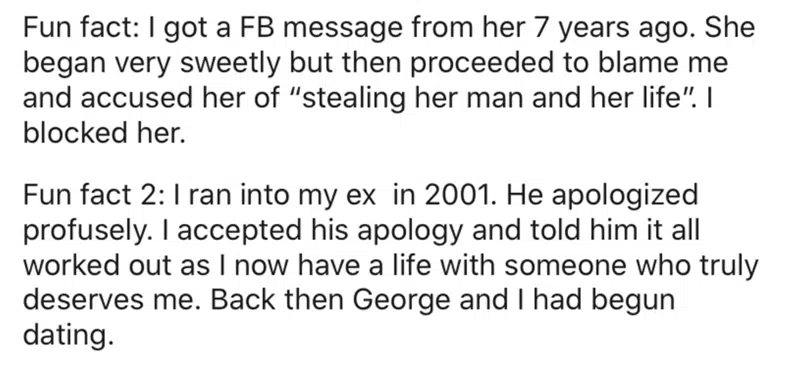 Fun fact: I got a FB message from her 7 years ago. She
began very sweetly but then proceeded to blame me
and accused her of “stealing her man and her life”. I
blocked her.
Fun fact 2: I ran into my ex  in 2001. He apologized
profusely. I accepted his apology and told him it all
worked out as I now have a life with someone who truly
deserves me. Back then George and I had begun
dating.